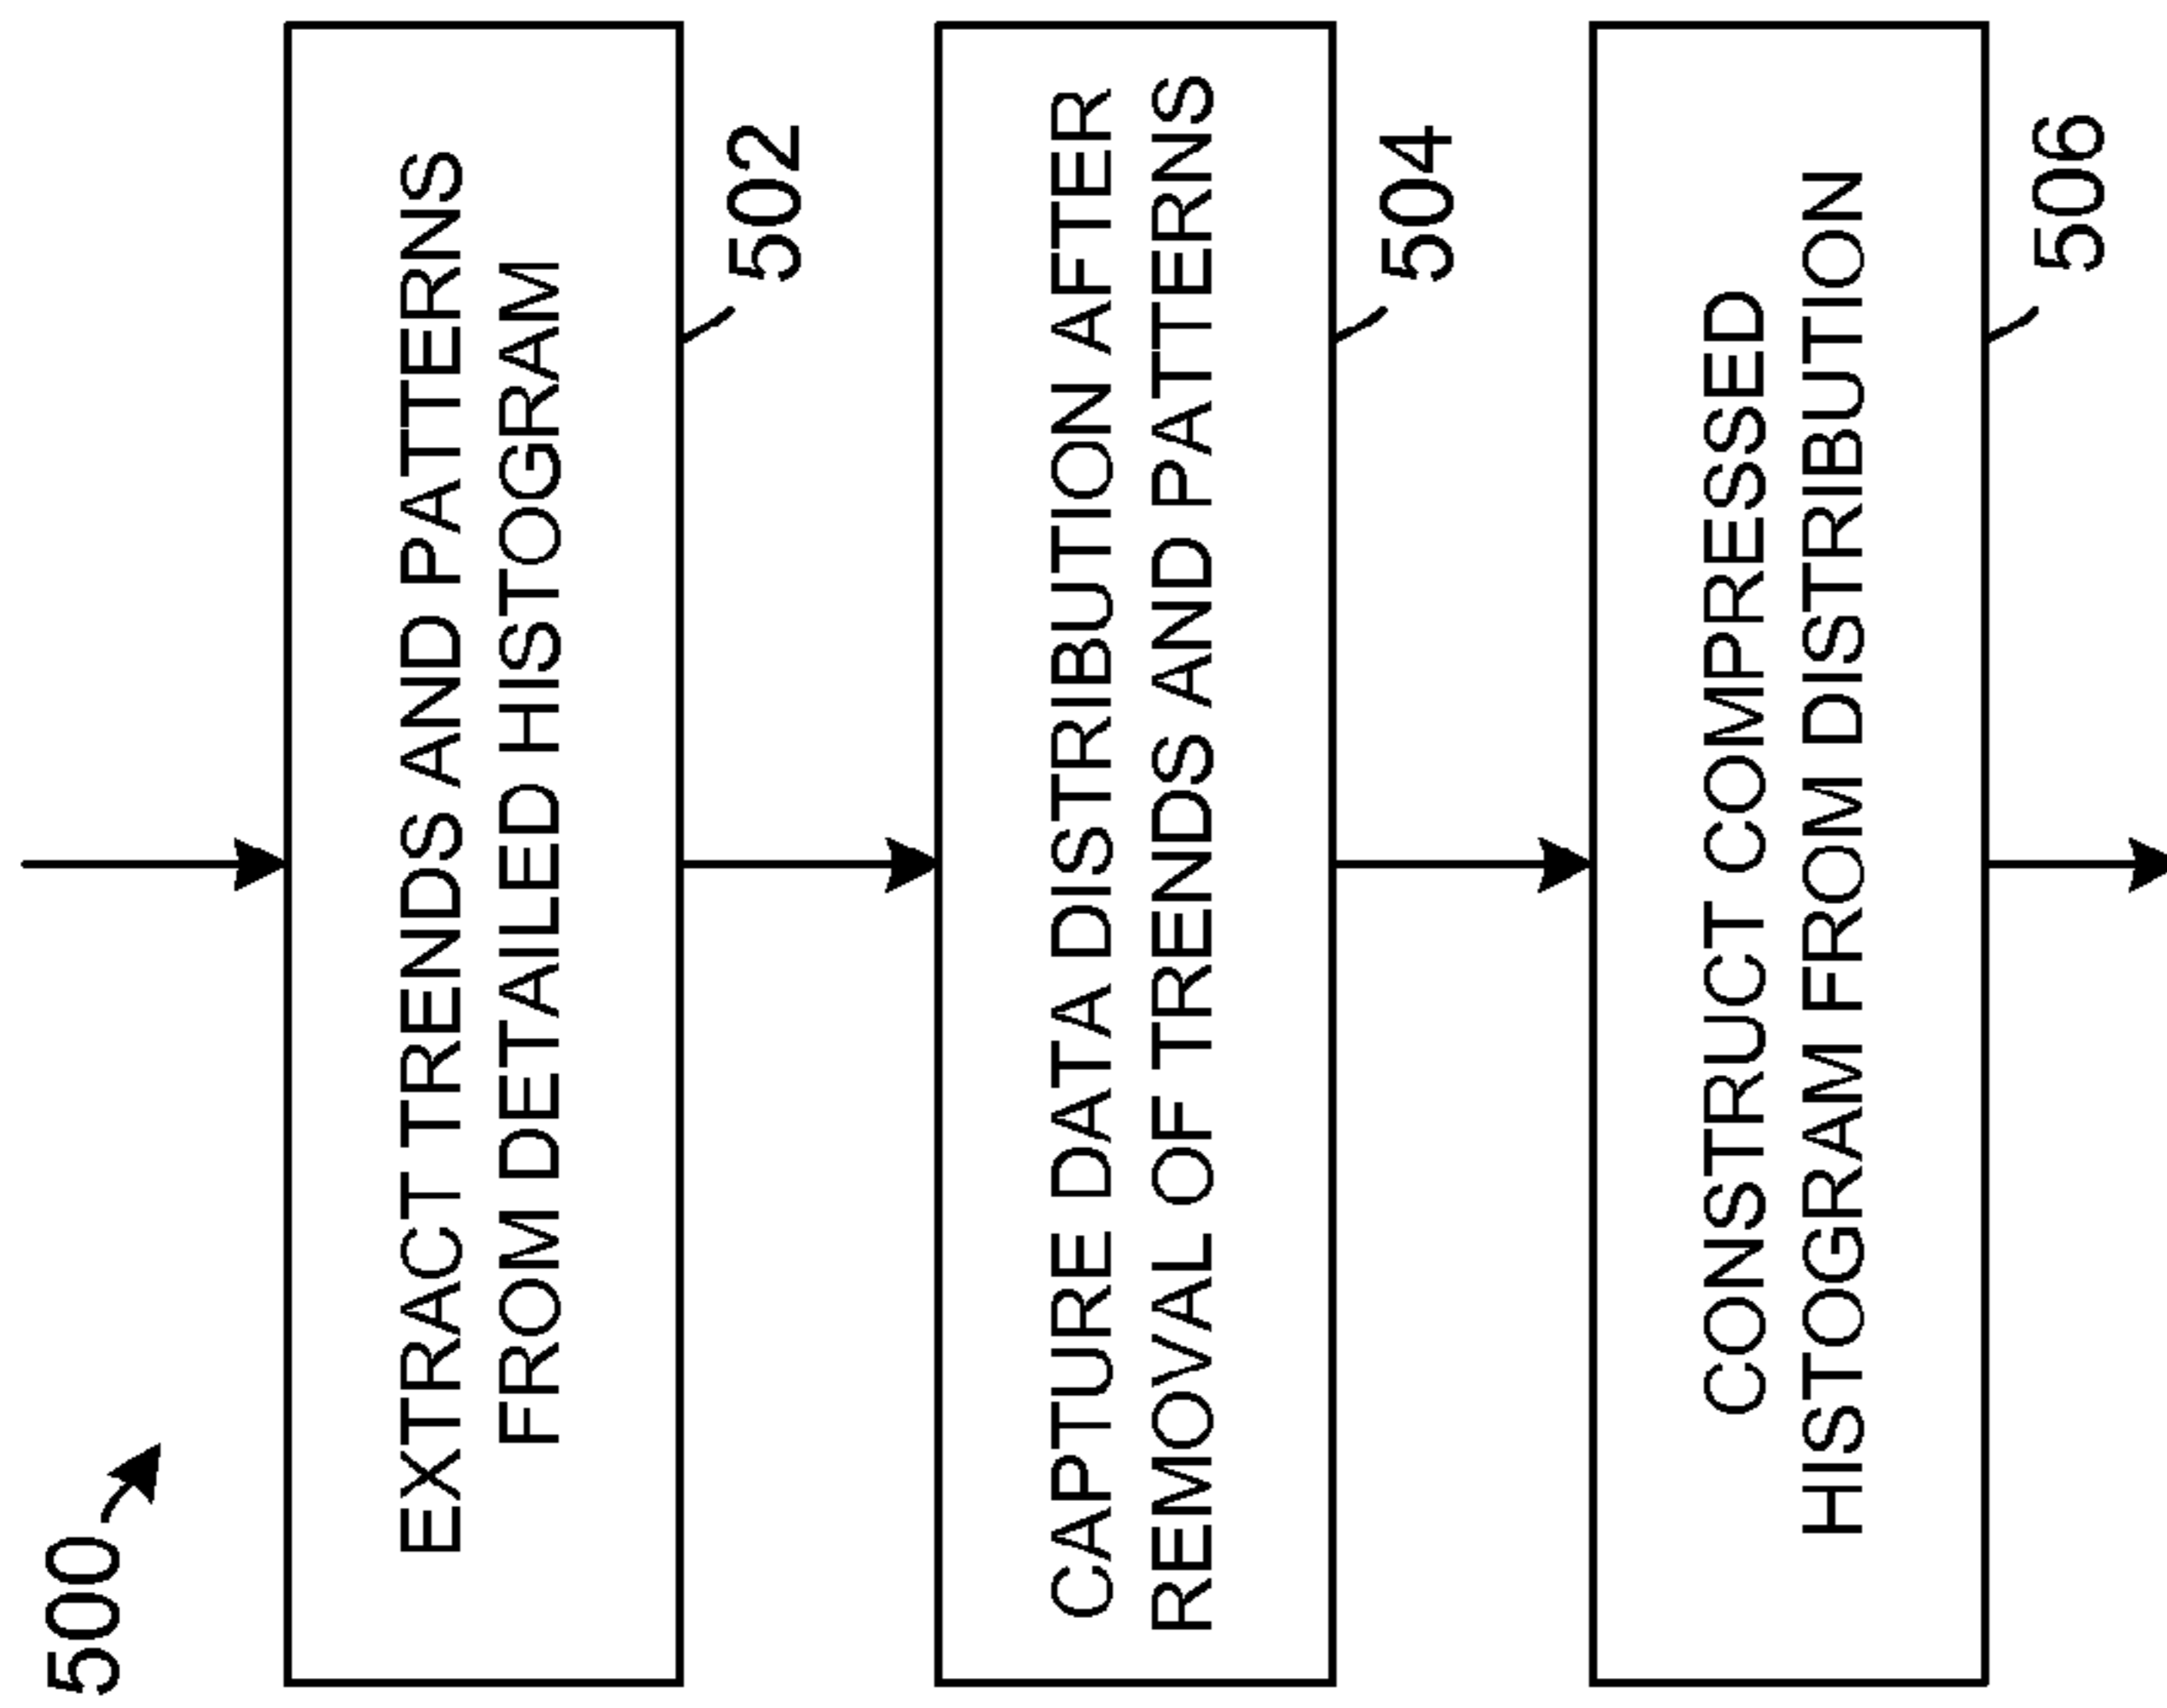 500
EXTRACT TRENDS AND PATTERNS
FROM DETAILED HISTOGRAM
502
CAPTURE DATA DISTRIBUTION AFTER
REMOVAL OF TRENDS AND PATTERNS
504
CONSTRUCT COMPRESSED
HISTOGRAM FROM DISTRIBUTION
506